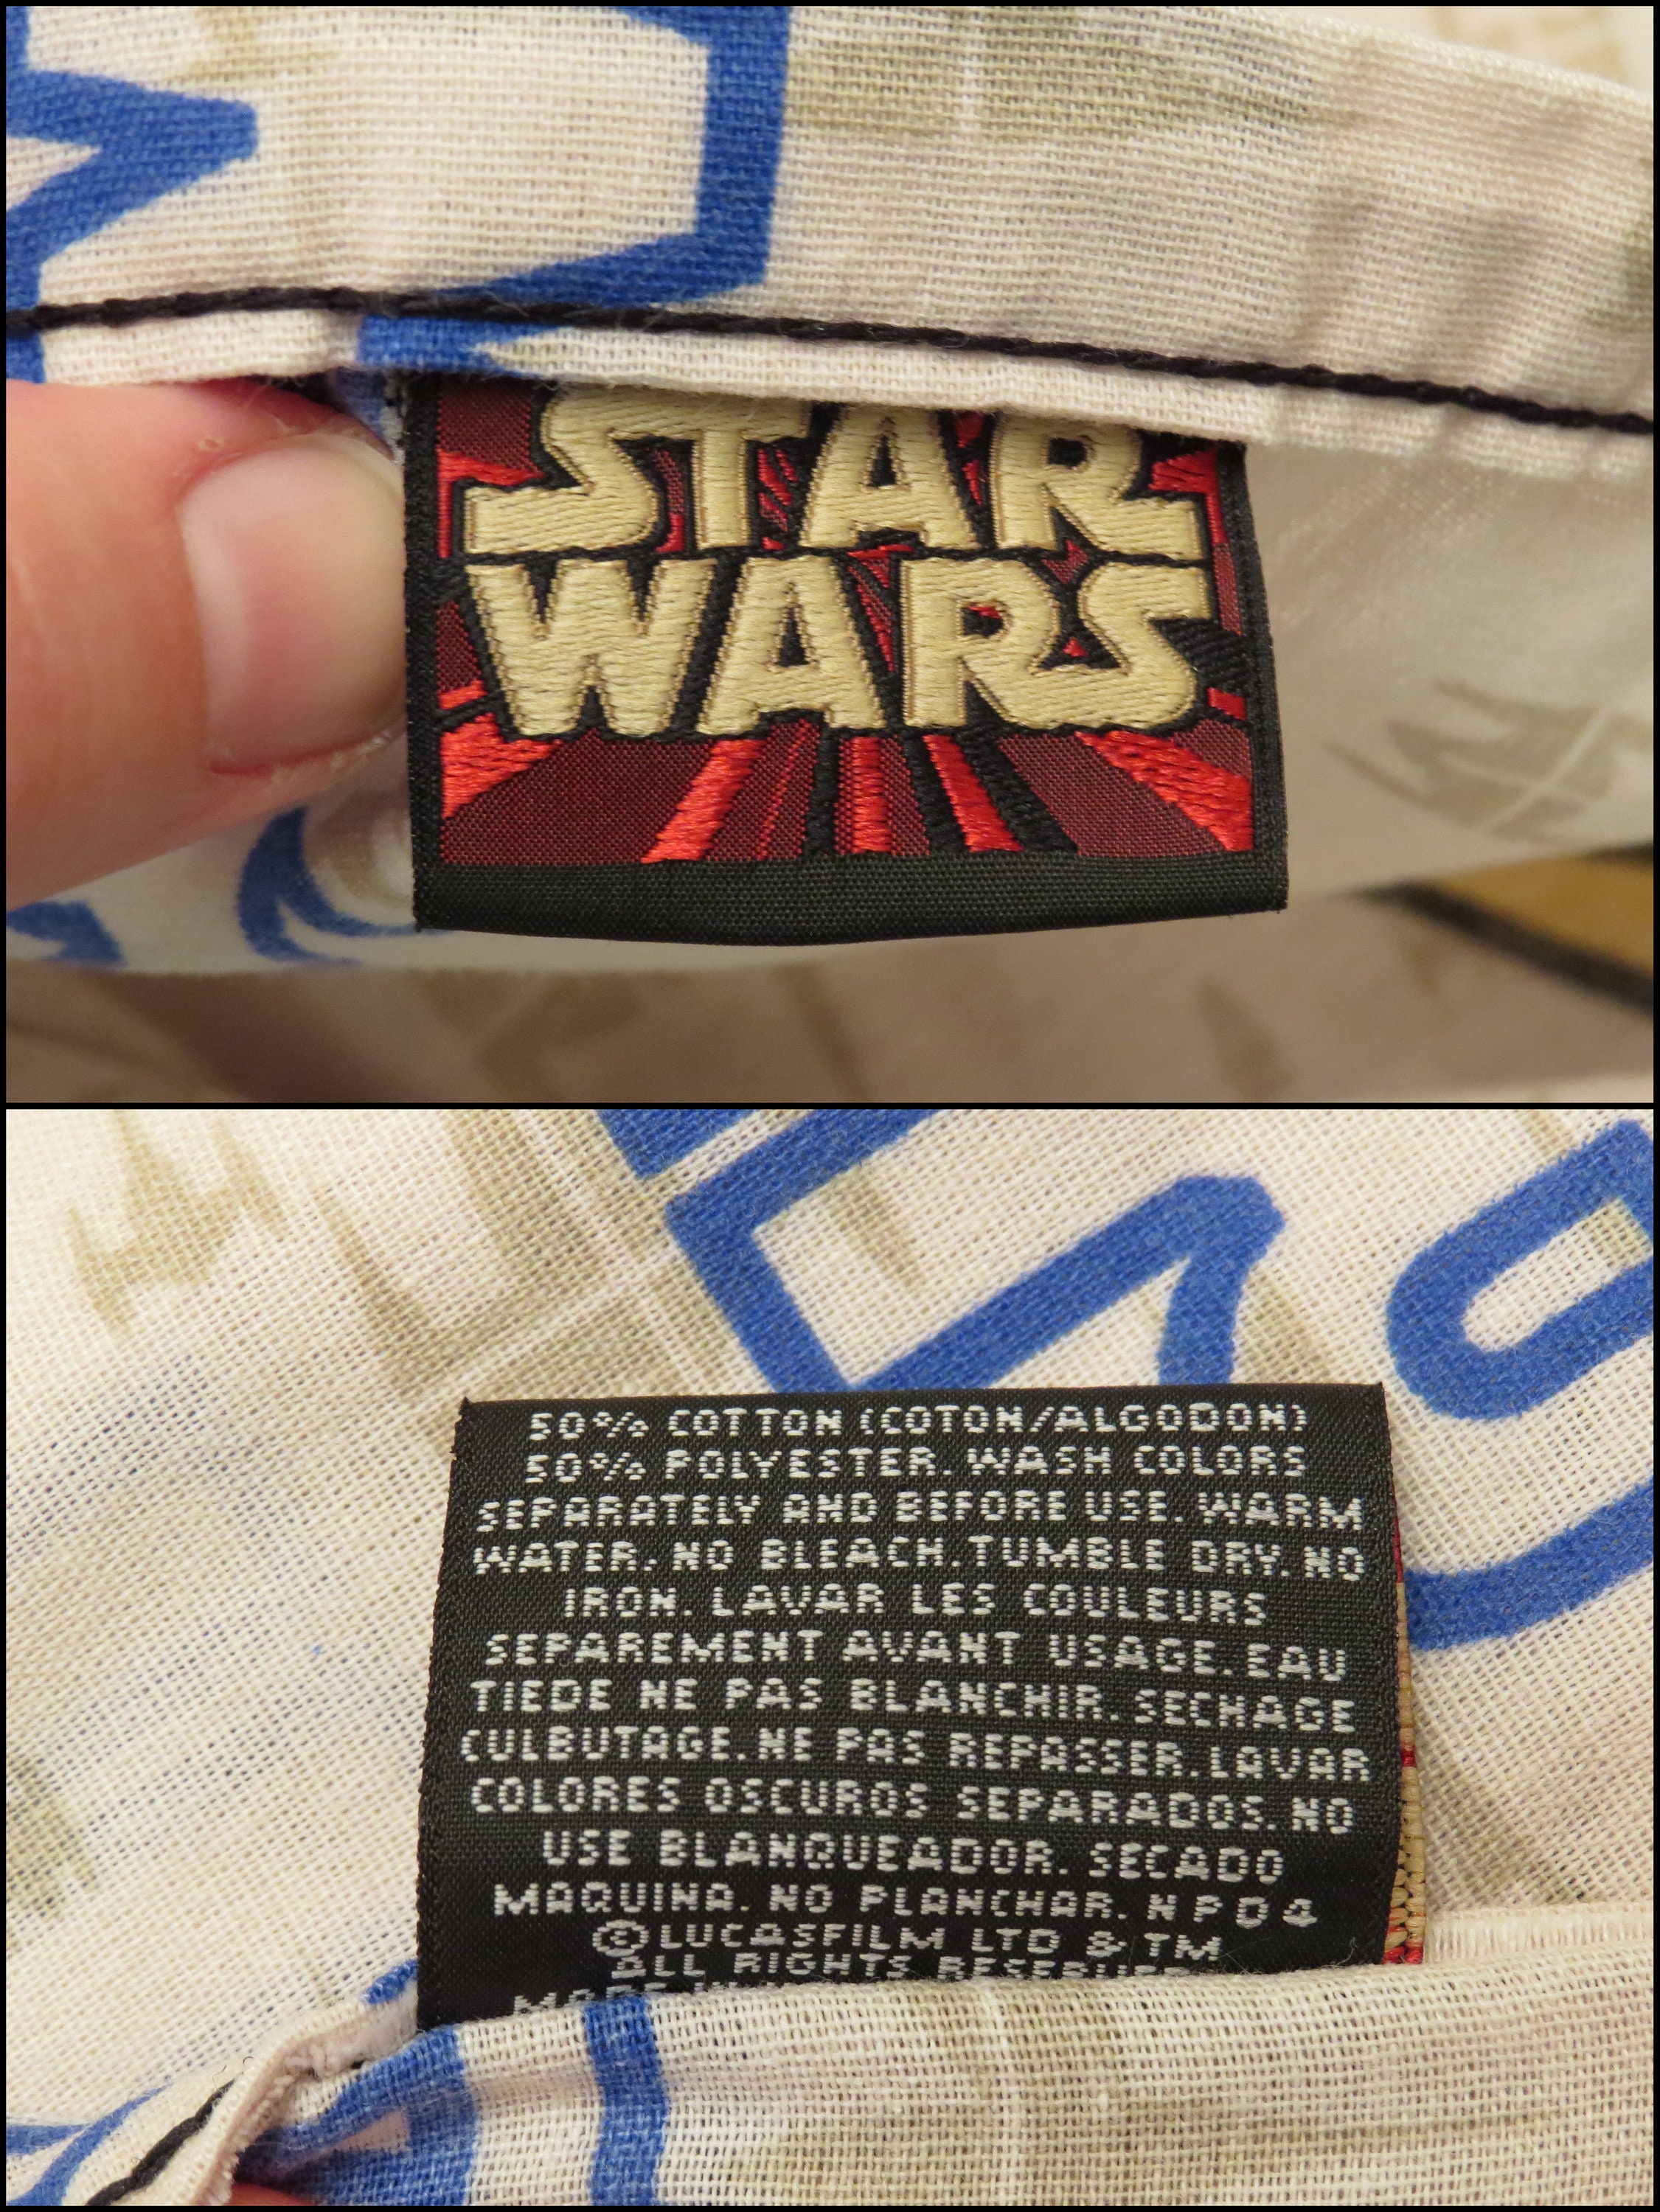 STAR
WARS
50% COTTON (COTON/ALGODON)
50% POLYESTER. WASH COLORS
SEPARATELY AND BEFORE USE. WARM
WATER. NO BLEACH. TUMBLE DRY. NO
IRON. LAVAR LES COULEURS
SEPAREMENT AVANT USAGE. EAU
TIEDE NE PAS BLANCHIR. SECHAGE
CULBUTAGE. NE PAS REPASSER. LAVAR
COLORES OSCUROS SEPARADOS. NO
USE BLANQUEADOR. SECADO
MAQUINA. NO PLANCHAR. NPO4
©LUCASFILM LTD & TM
ALL RIGHTS RESERVED